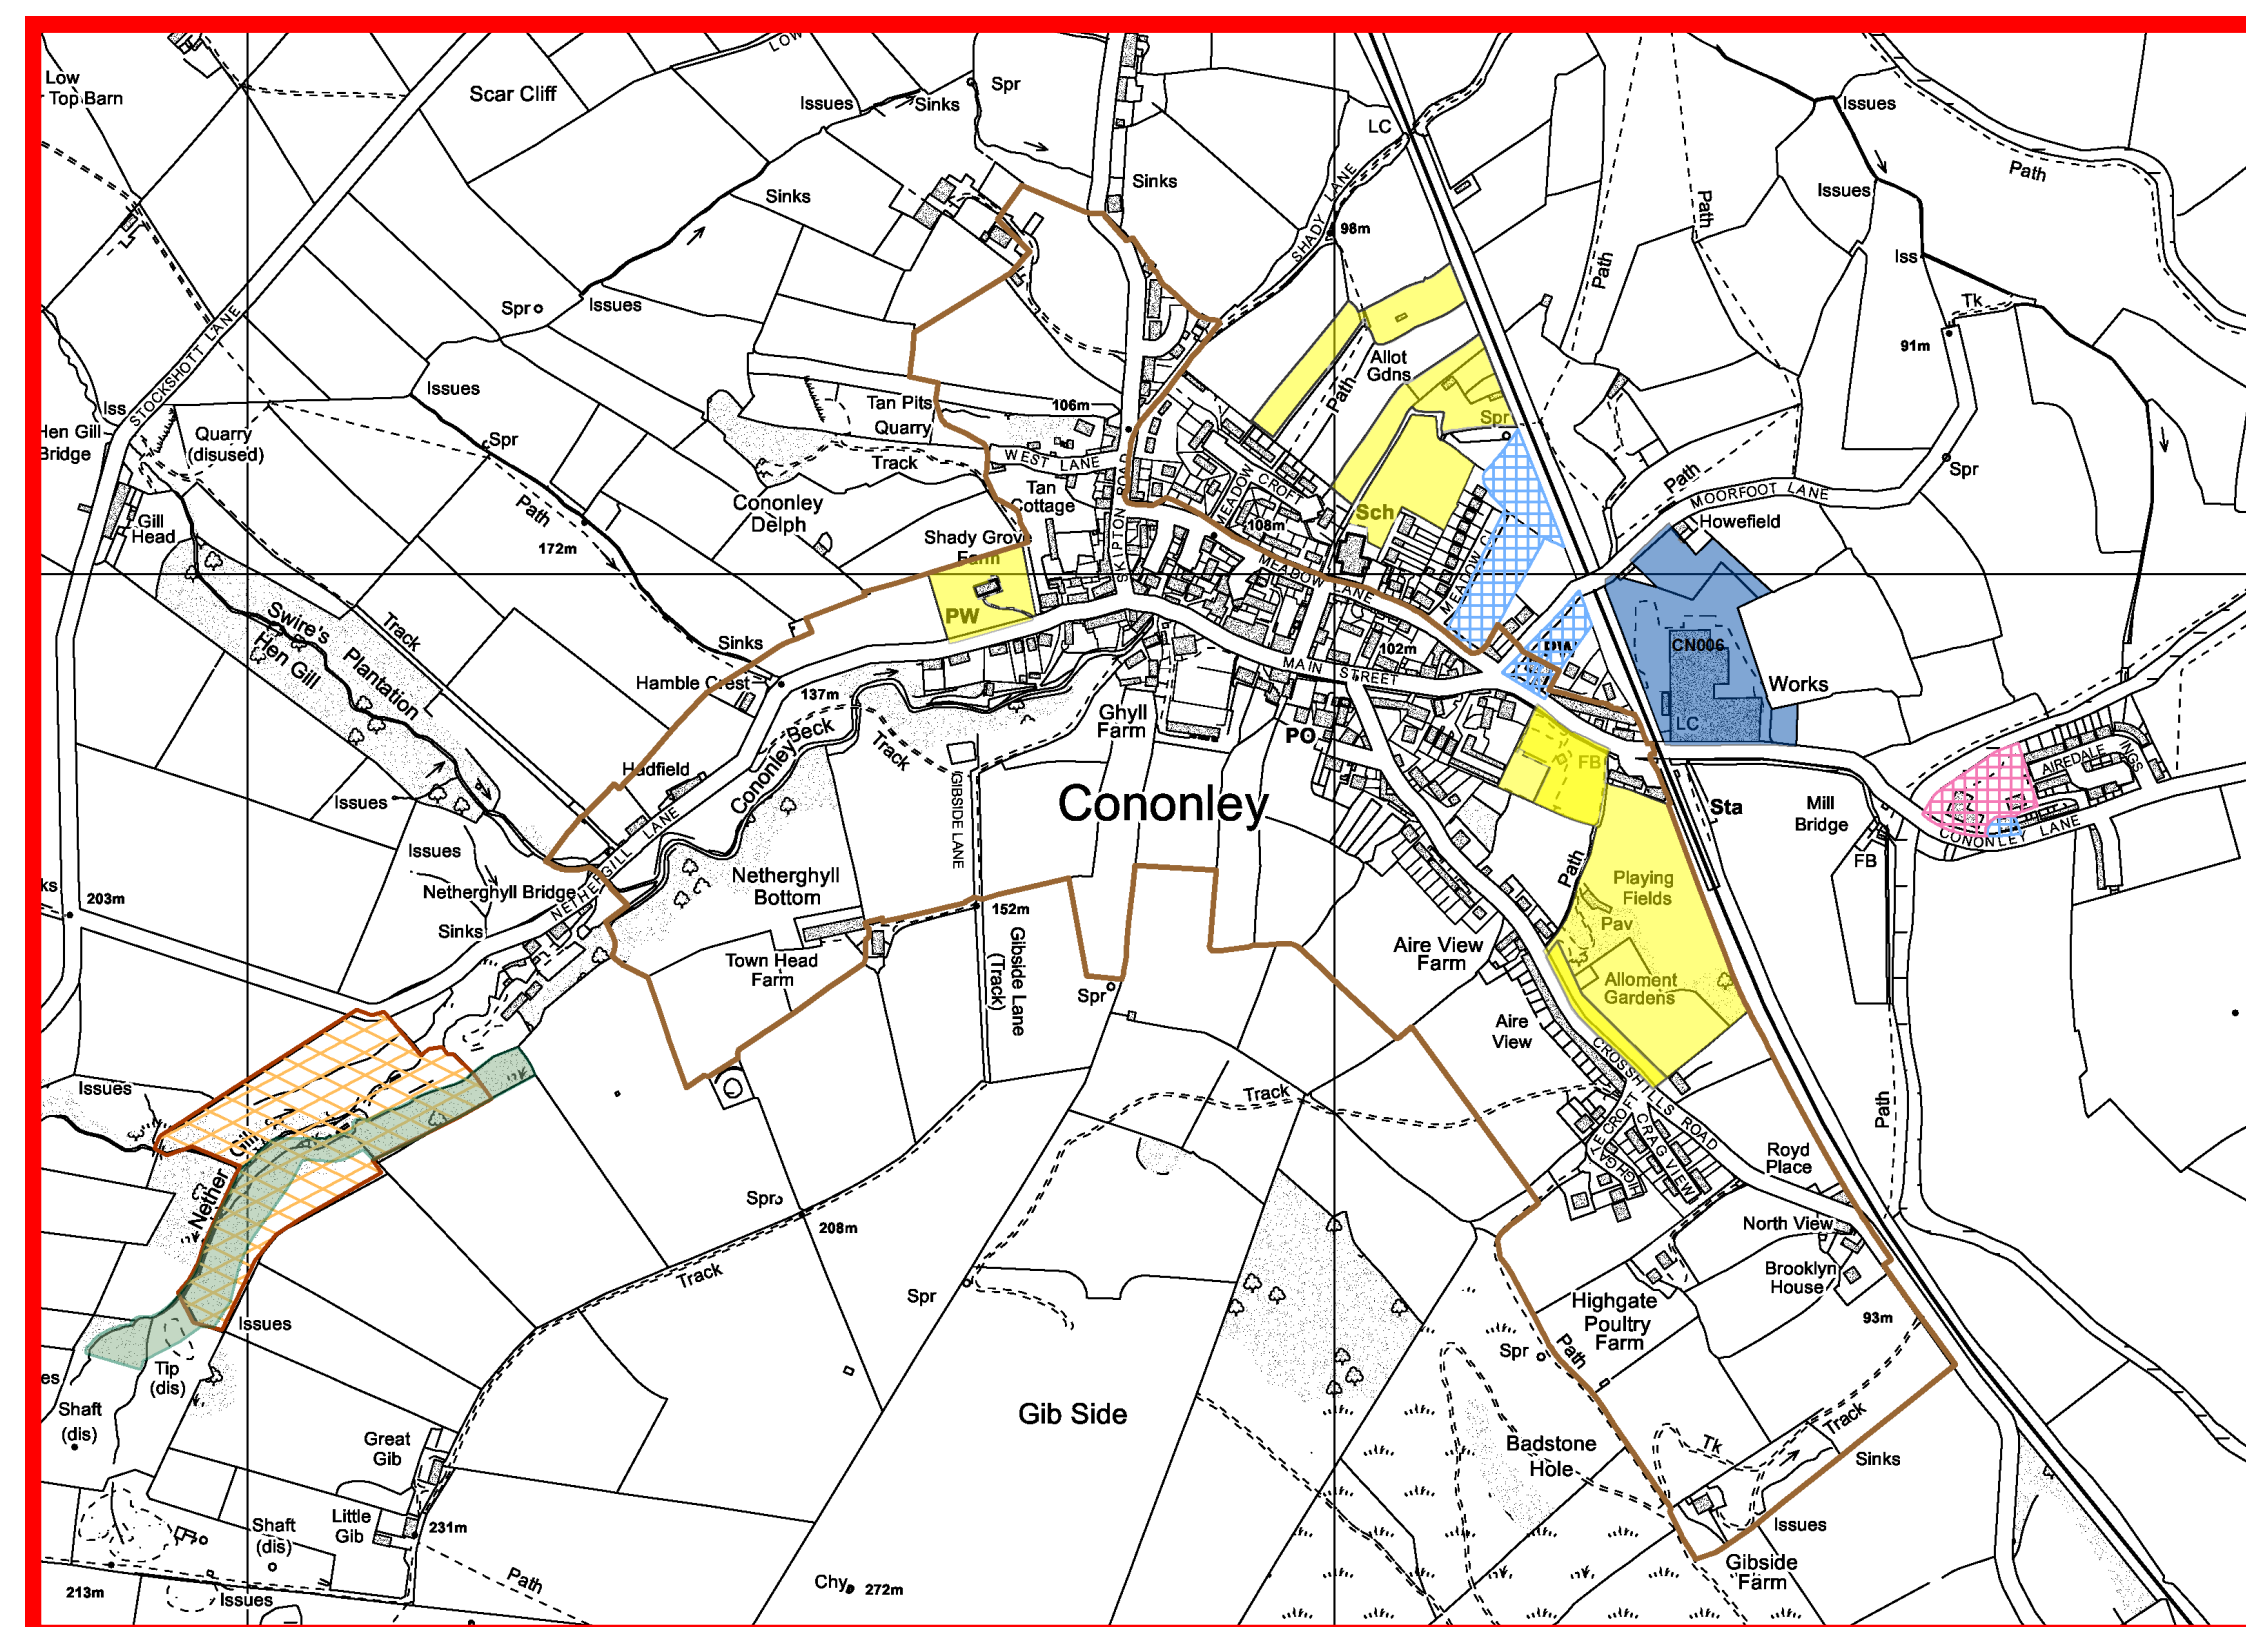 LOW
Low
Top Barn
Scar Cliff
Issues
Sinks
Spr
LC
Issues
Path
Sinks
Sinks
Issues
Path
SHADY LANE
98m
Path
Iss
Spr
Issues
Tk
STOCKSHOTT LANE
91m
Allot
Gdns
Path
Issues
Tan Pits
Quarry
106m
Iss
Hen Gill
Bridge
Quarry
(disused)
Spr
Spr
WEST LANE
Track
MEADOW CROFT
Spr
Path
MOORFOOT LANE
Path
Cononley
Delph
Tan
Cottage
SKIPTON ROAD
Sch
108m
Howefield
Gill
Head
172m
Shady Grove
Farm
MEADOW LANE
MEADOW C
Swire's
Plantation
Hen Gill
Track
PW
Sinks
CN006
102m
Hamble Crest
137m
MAIN STREET
Works
Ghyll
Farm
LC
PO
Cononley Beck
Track
FB
Hadfield
GIBSIDE LANE
AIREDALE
INGS
Issues
Cononley
Sta
Mill
Bridge
CONONLEY LANE
Issues
NETHERGILL LANE
FB
Netherghyll Bridge
Netherghyll
Bottom
Path
Playing
Fields
ks
203m
152m
Pav
Sinks
Gibside Lane
(Track)
Town Head
Farm
Aire View
Farm
Alloment
Gardens
Spr
Aire
View
CROSSHILLS ROAD
Issues
Track
Path
HIGHGATE CROFT
CRAG VIEW
Royd
Place
Nether Gill
Spr
208m
North View
Track
Brooklyn
House
Spr
Highgate
Poultry
Farm
93m
Issues
Path
Spr
Tip
(dis)
es
Shaft
(dis)
Gib Side
Track
Great
Gib
Badstone
Hole
Tk
Sinks
Little
Gib
231m
Shaft
(dis)
Issues
Gibside
Farm
Path
213m
Issues
Chy
272m